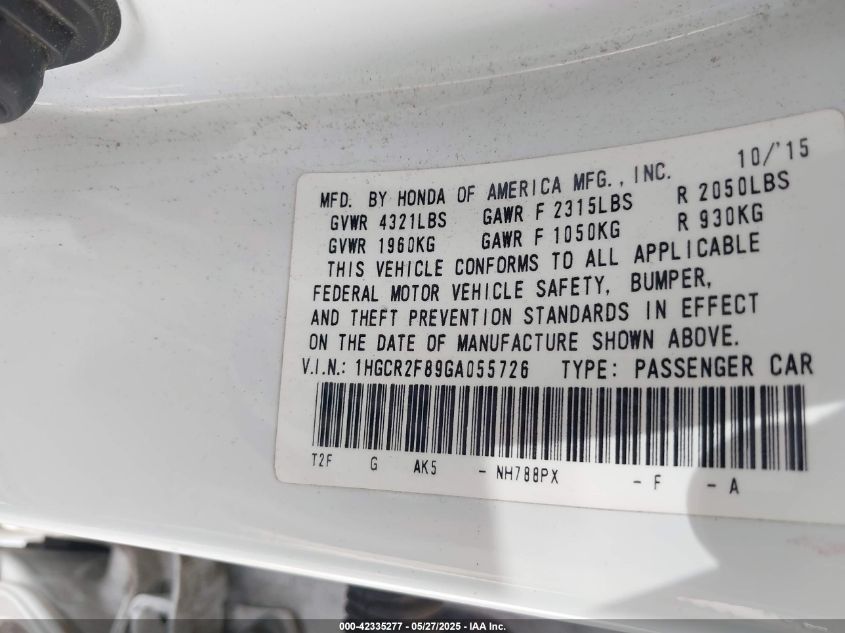 10/'15
MFD. BY HONDA OF AMERICA MFG., INC.
GVWR 4321LBS GAWR F 2315LBS R 2050LBS
GVWR 1960KG GAWR F 1050KG R 930KG
THIS VEHICLE CONFORMS TO ALL APPLICABLE
FEDERAL MOTOR VEHICLE SAFETY, BUMPER,
AND THEFT PREVENTION STANDARDS IN EFFECT
ON THE DATE OF MANUFACTURE SHOWN ABOVE.
V.I.N.: 1HGCR2F89GA055726 TYPE: PASSENGER CAR
T2F G AK5 - NH788PX - F - A
000-42335277 - 05/27/2025 - IAA Inc.